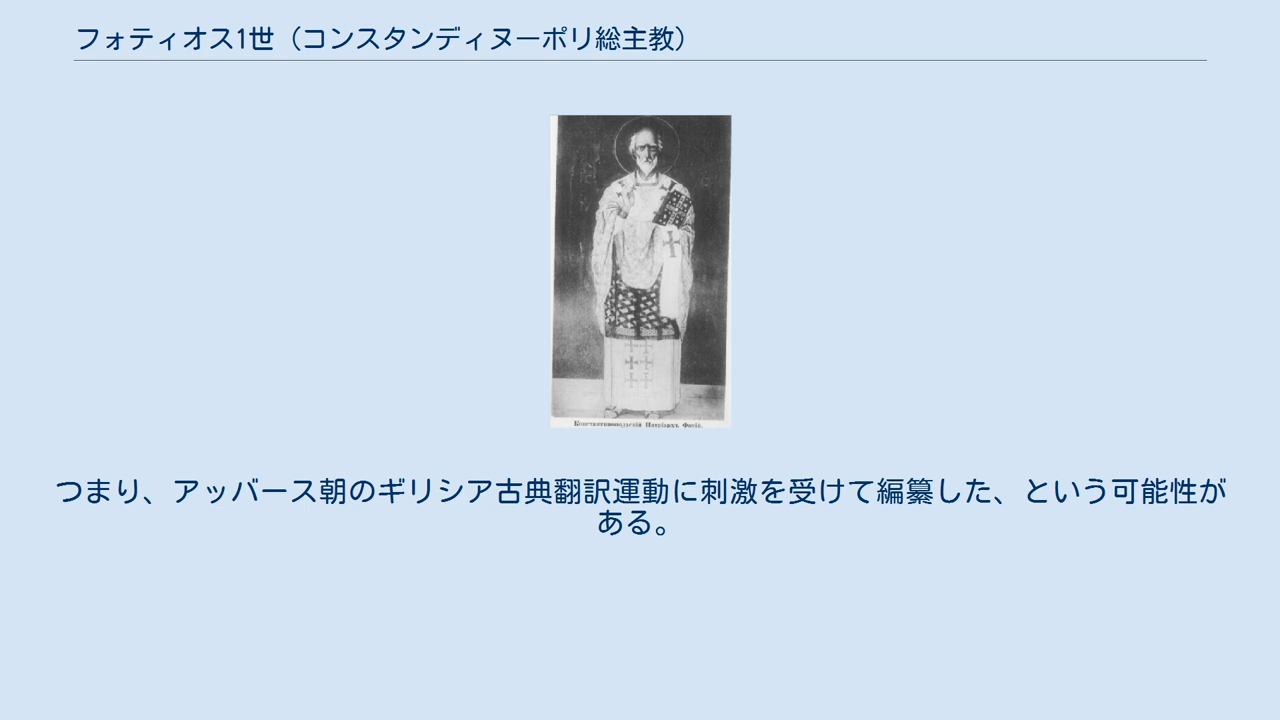 フォティオス1世（コンスタンディヌーポリ総主教）
Константинопольскій Патріархъ Фотій.
つまり、アッバース朝のギリシア古典翻訳運動に刺激を受けて編纂した、という可能性が
ある。